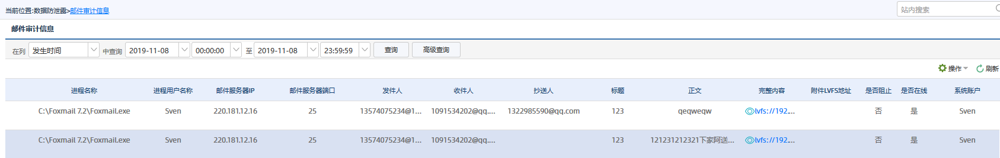 当前位置:数据防泄露>邮件审计信息
站内搜索
邮件审计信息
在列 发生时间 中查询 2019-11-08 00:00:00 至 2019-11-08 23:59:59 查询 高级查询
操作 刷新
进程名称 进程用户名称 邮件服务器IP 邮件服务器端口 发件人 收件人 抄送人 标题 正文 完整内容 附件LVFS地址 是否阻止 是否在线 系统账户
C:\Foxmail 7.2\Foxmail.exe Sven 220.181.12.16 25 13574075234@1... 1091534202@qq.... 1322985590@qq.com 123 qeqweqw lvfs://192.... 否 是 Sven
C:\Foxmail 7.2\Foxmail.exe Sven 220.181.12.16 25 13574075234@1... 1091534202@qq.... 123 121231212321下家阿送... lvfs://192.... 否 是 Sven